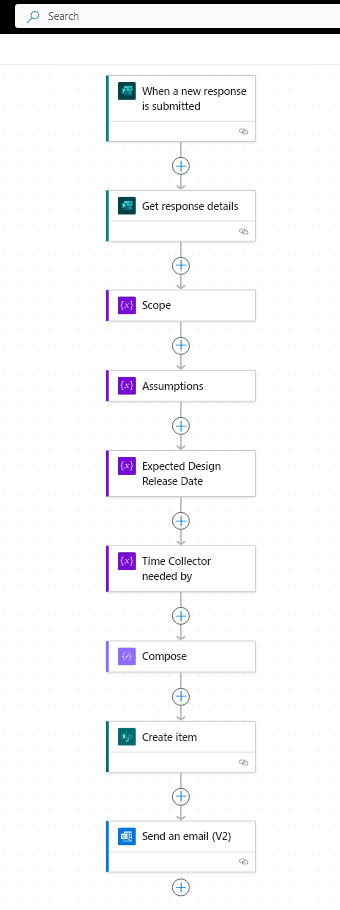 Search
When a new response
is submitted
Get response details
{x} Scope
{x} Assumptions
{x} Expected Design
Release Date
{x} Time Collector
needed by
Compose
Create item
Send an email (V2)